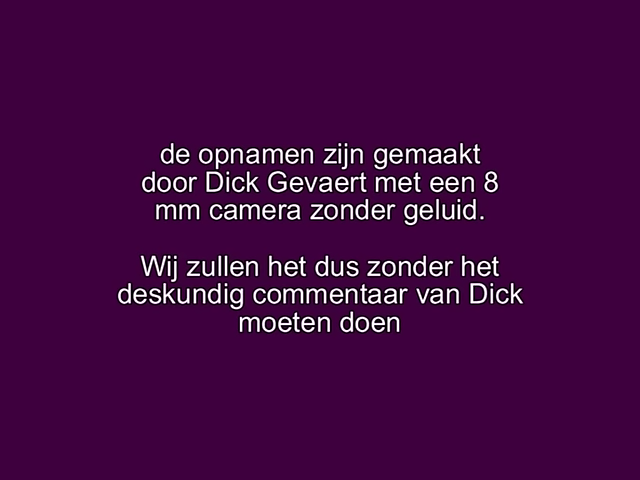 de opnamen zijn gemaakt
door Dick Gevaert met een 8
mm camera zonder geluid.
Wij zullen het dus zonder het
deskundig commentaar van Dick
moeten doen